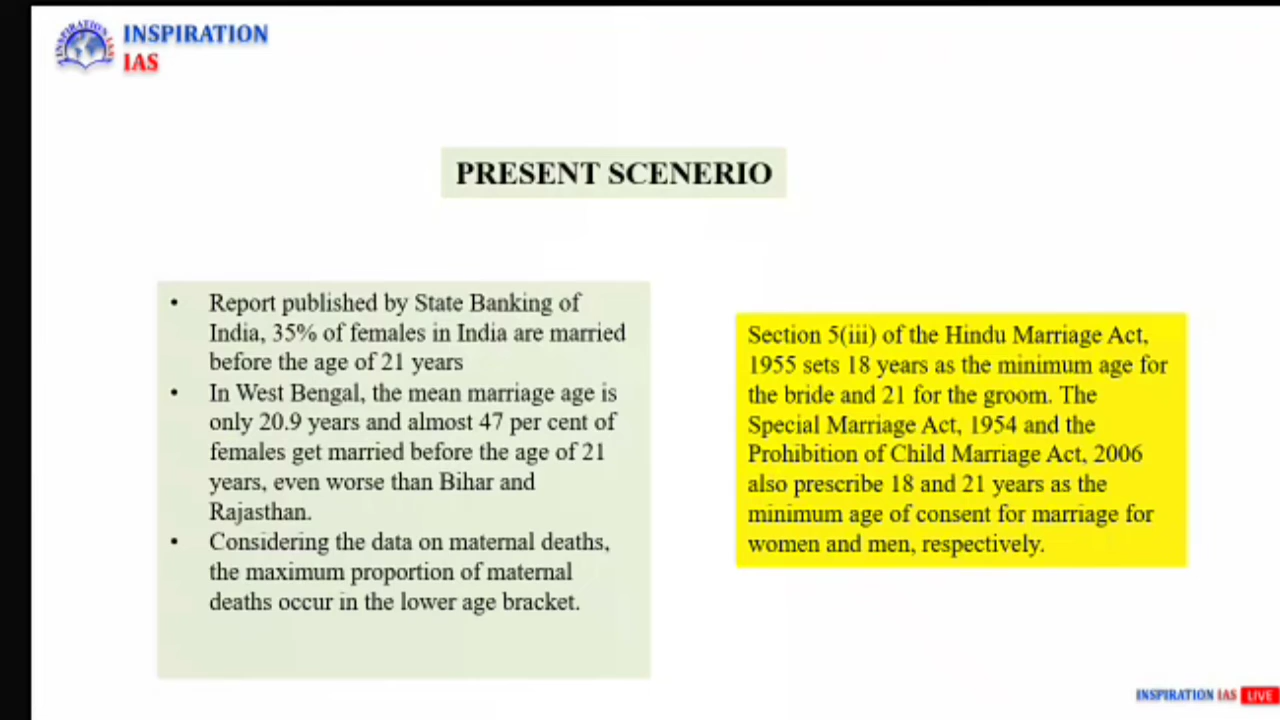 INSPIRATION
IAS
PRESENT SCENERIO
• Report published by State Banking of
India, 35% of females in India are married
before the age of 21 years
• In West Bengal, the mean marriage age is
only 20.9 years and almost 47 per cent of
females get married before the age of 21
years, even worse than Bihar and
Rajasthan.
• Considering the data on maternal deaths,
the maximum proportion of maternal
deaths occur in the lower age bracket.
Section 5(iii) of the Hindu Marriage Act,
1955 sets 18 years as the minimum age for
the bride and 21 for the groom. The
Special Marriage Act, 1954 and the
Prohibition of Child Marriage Act, 2006
also prescribe 18 and 21 years as the
minimum age of consent for marriage for
women and men, respectively.
INSPIRATION IAS LIVE